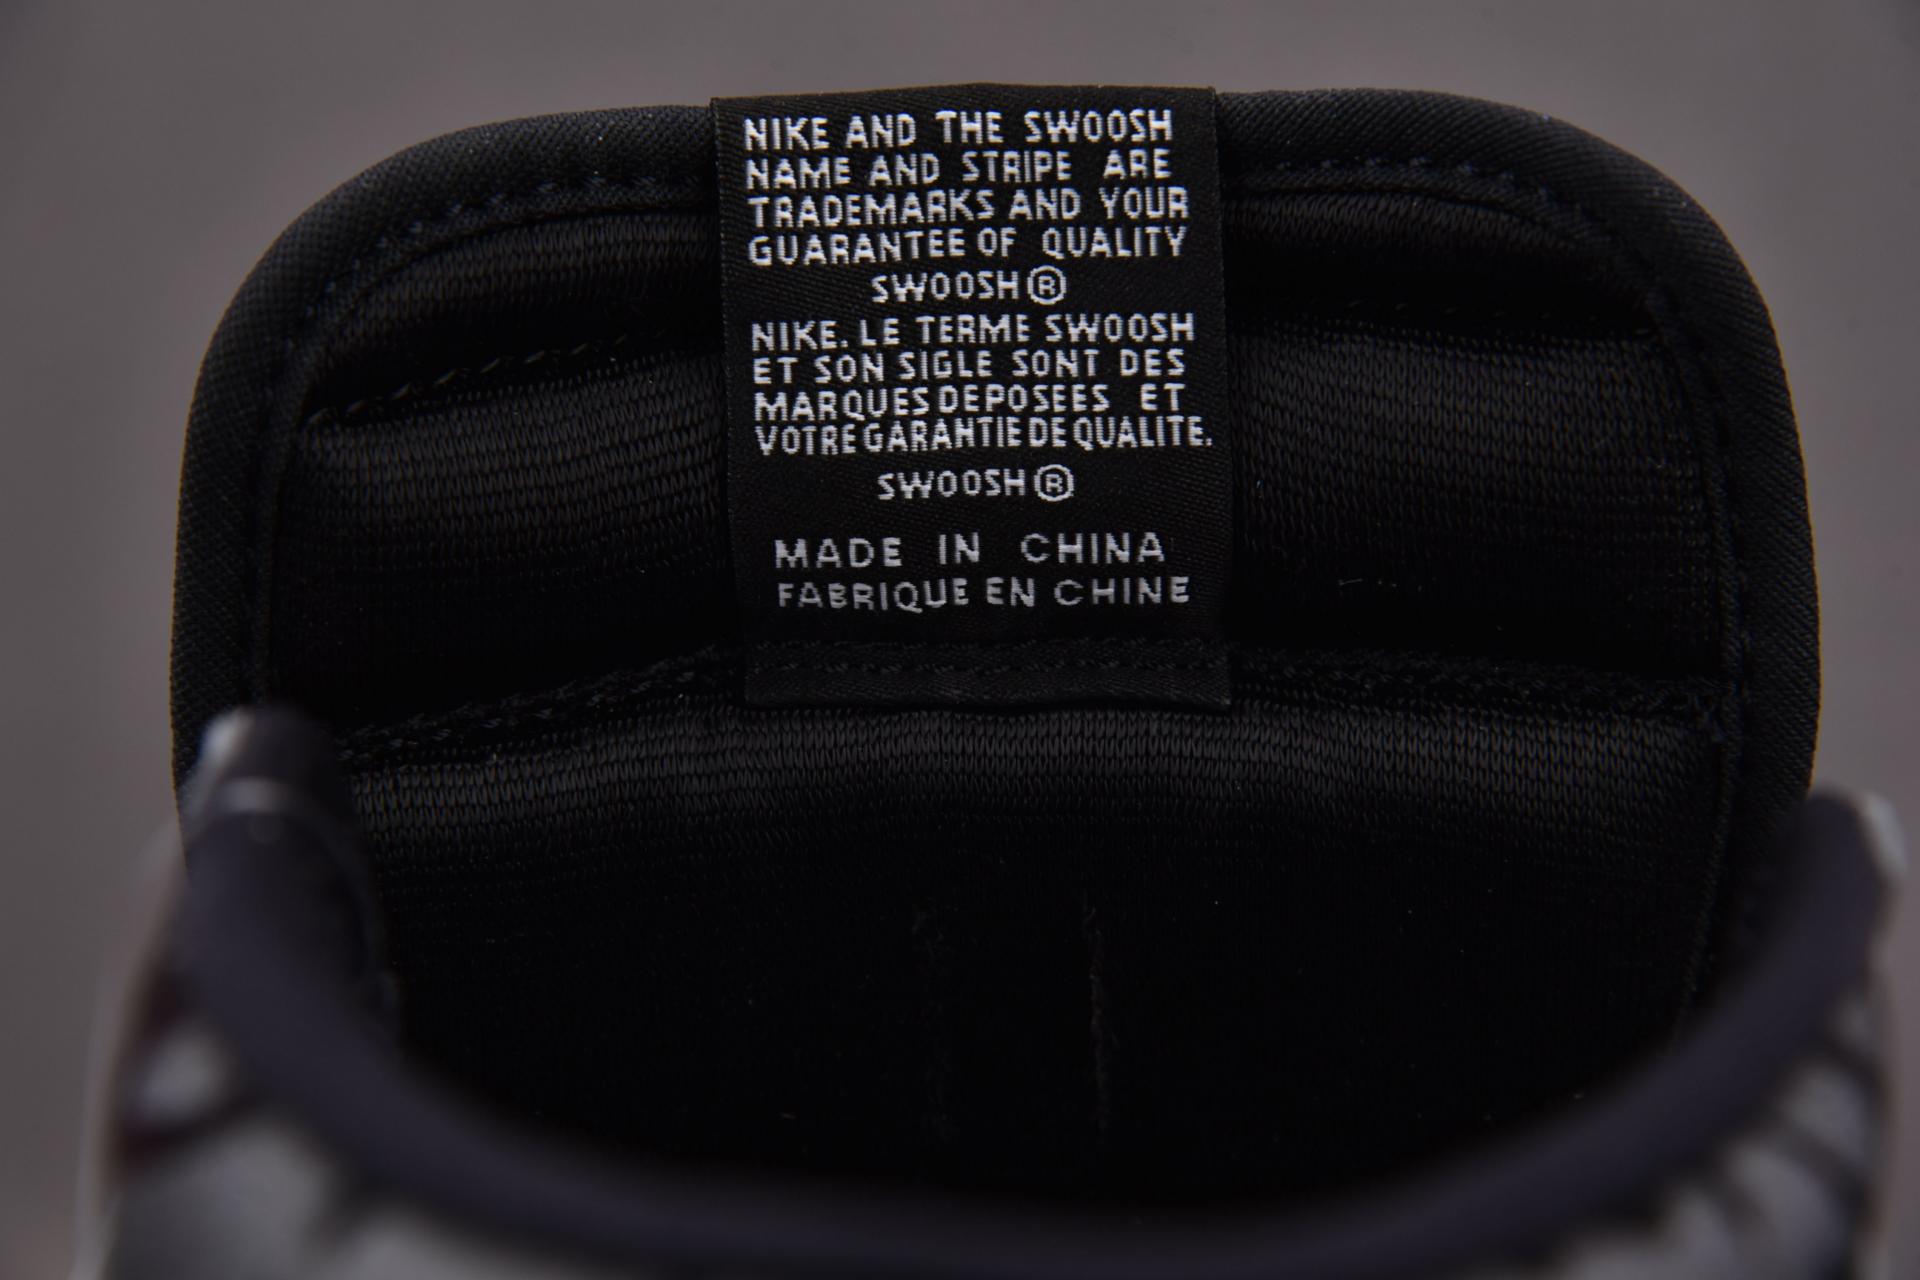 NIKE AND THE SWOOSH
NAME AND STRIPE ARE
TRADEMARKS AND YOUR
GUARANTEE OF QUALITY
SWOOSH®
NIKE. LE TERME SWOOSH
ET SON SIGLE SONT DES
MARQUES DEPOSEES ET
VOTRE GARANTIE DE QUALITE.
SWOOSH®
MADE IN CHINA
FABRIQUE EN CHINE